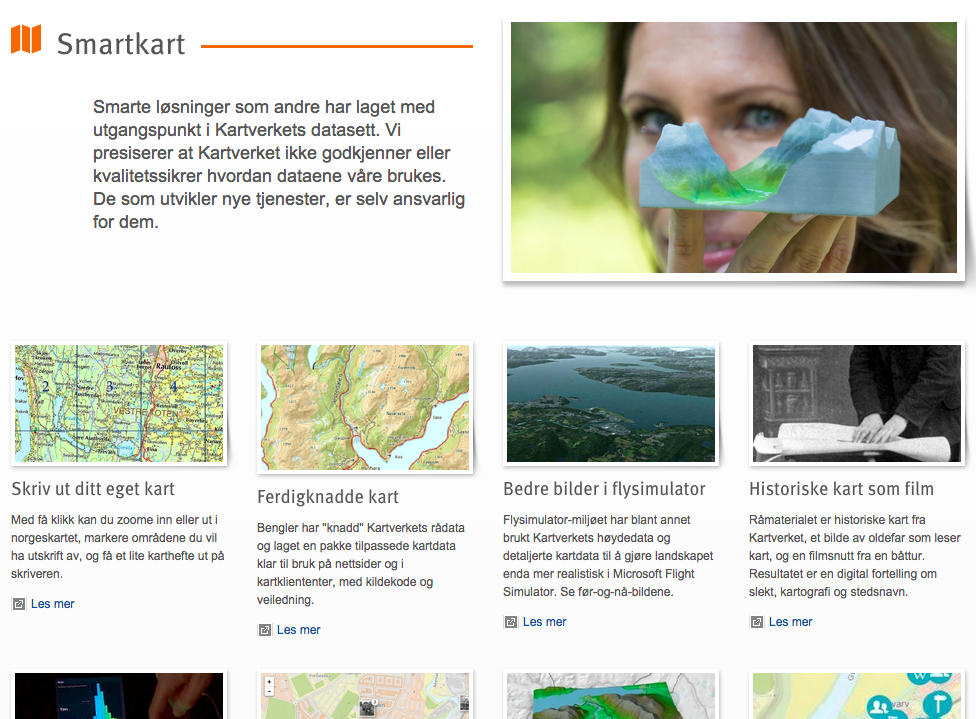 Smartkart
Smarte løsninger som andre har laget med
utgangspunkt i Kartverkets datasett. Vi
presiserer at Kartverket ikke godkjenner eller
kvalitetssikrer hvordan dataene våre brukes.
De som utvikler nye tjenester, er selv ansvarlig
for dem.
Raufoss
2 3 4
VESTRE TOTEN
Skriv ut ditt eget kart
Med få klikk kan du zoome inn eller ut i
norgeskartet, markere områdene du vil
ha utskrift av, og få et lite karthefte ut på
skriveren.
Les mer
Ferdigknadde kart
Bengler har "knadd" Kartverkets rådata
og laget en pakke tilpassede kartdata
klar til bruk på nettsider og i
kartkliententer, med kildekode og
veiledning.
Les mer
Bedre bilder i flysimulator
Flysimulator-miljøet har blant annet
brukt Kartverkets høydedata og
detaljerte kartdata til å gjøre landskapet
enda mer realistisk i Microsoft Flight
Simulator. Se før-og-nå-bildene.
Les mer
Historiske kart som film
Råmaterialet er historiske kart fra
Kartverket, et bilde av oldefar som leser
kart, og en filmsnutt fra en båttur.
Resultatet er en digital fortelling om
slekt, kartografi og stedsnavn.
Les mer